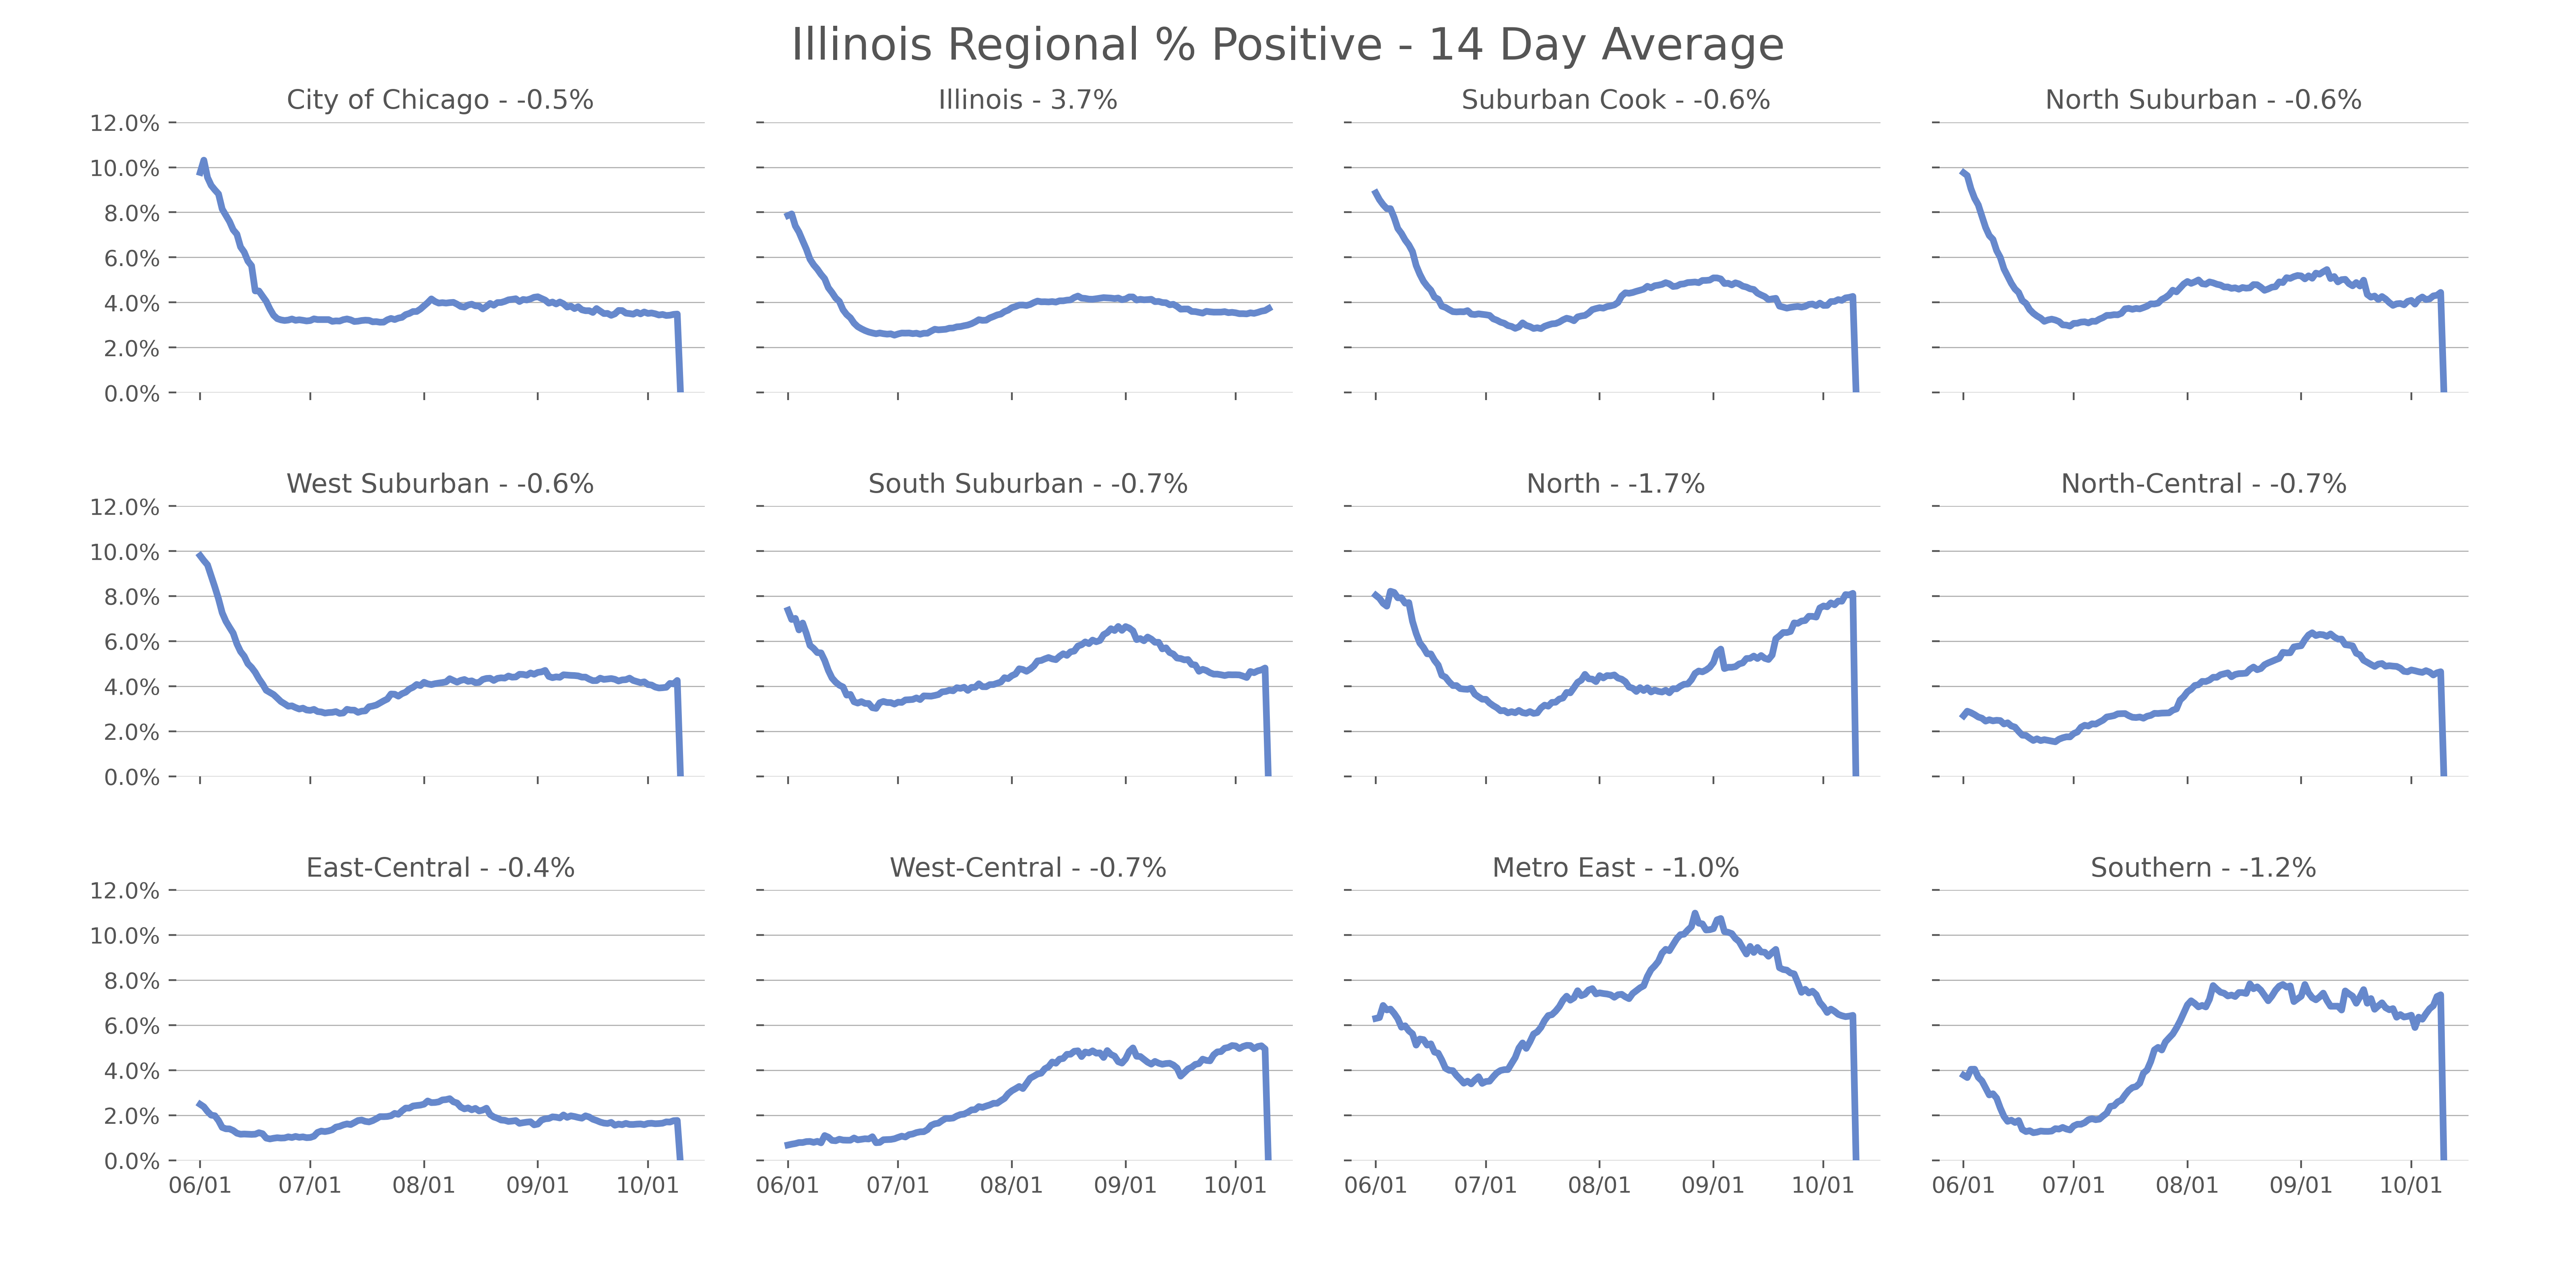 Illinois Regional % Positive - 14 Day Average
City of Chicago - -0.5%
Illinois - 3.7%
Suburban Cook - -0.6%
North Suburban - -0.6%
12.0%
10.0%
8.0%
6.0%
4.0%
2.0%
0.0%
West Suburban - -0.6%
South Suburban - -0.7%
North - -1.7%
North-Central - -0.7%
12.0%
10.0%
8.0%
6.0%
4.0%
2.0%
0.0%
East-Central - -0.4%
West-Central - -0.7%
Metro East - -1.0%
Southern - -1.2%
12.0%
10.0%
8.0%
6.0%
4.0%
2.0%
0.0%
06/01 07/01 08/01 09/01 10/01
06/01 07/01 08/01 09/01 10/01
06/01 07/01 08/01 09/01 10/01
06/01 07/01 08/01 09/01 10/01